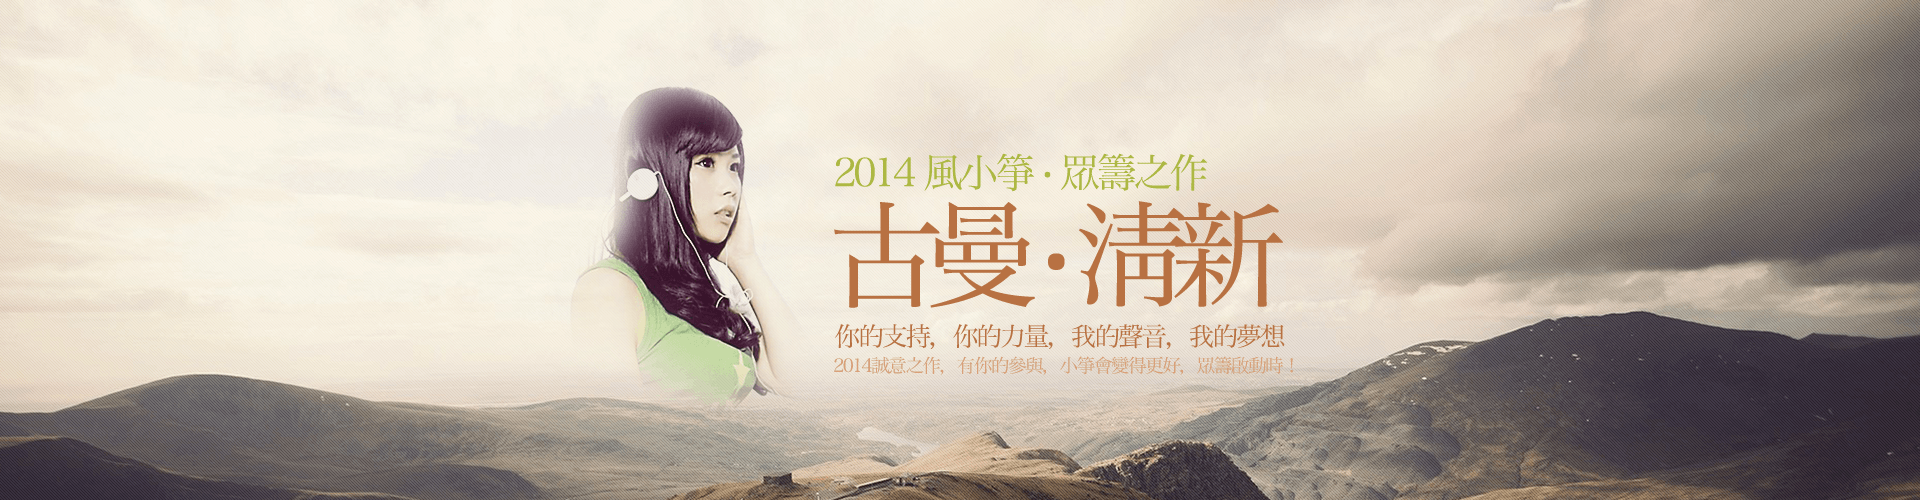 2014 風小箏·眾籌之作
古曼·清新
你的支持，你的力量，我的聲音，我的夢想
2014誠意之作，有你的參與，小箏會變得更好，眾籌啟動時！